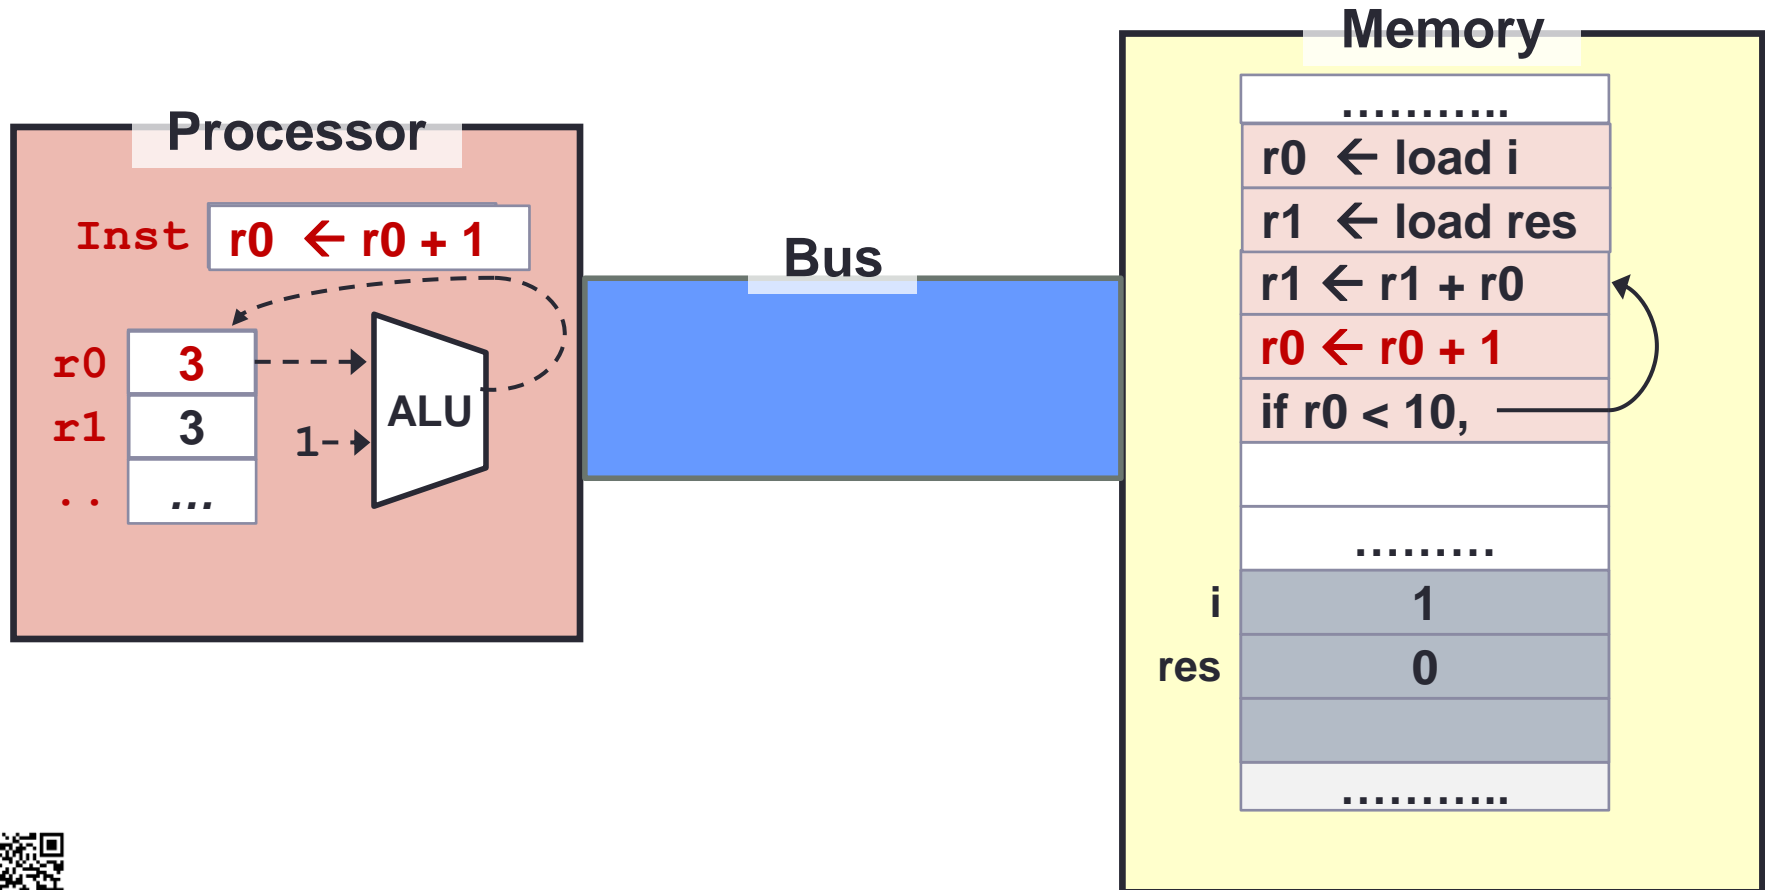 Processor
Inst r0 ← r0 + 1
r0 3
r1 3
.. ...
1
ALU
Bus
Memory
...........
r0 ← load i
r1 ← load res
r1 ← r1 + r0
r0 ← r0 + 1
if r0 < 10,
.........
i 1
res 0
...........